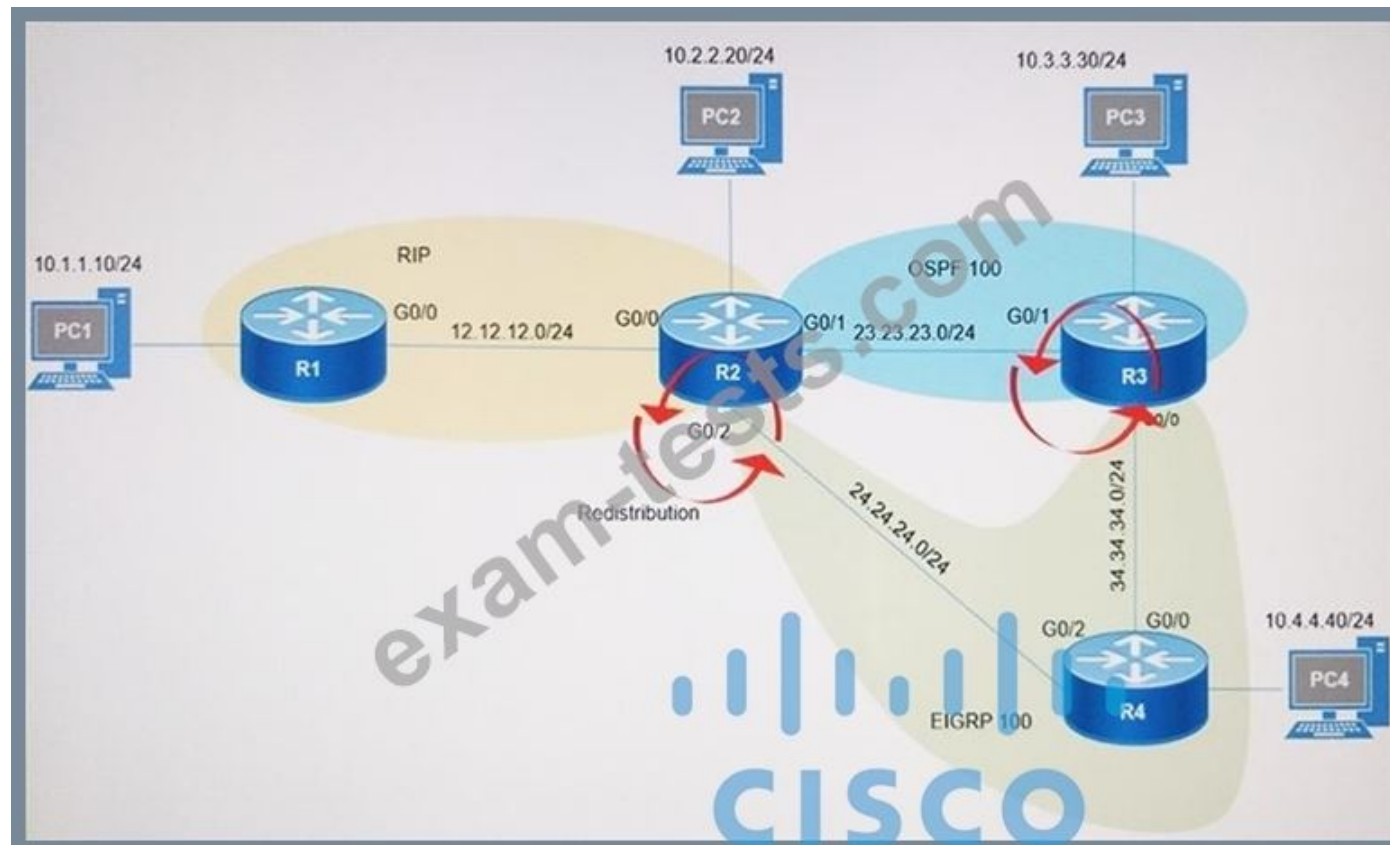 10.2.2.20/24
10.3.3.30/24
PC2
PC3
10.1.1.10/24
RIP
OSPF 100
PC1
G0/0
12.12.12.0/24
G0/0
G0/1
23.23.23.0/24
G0/1
R1
R2
R3
G0/2
G0/0
Redistribution
24.24.24.0/24
34.34.34.0/24
G0/2
G0/0
10.4.4.40/24
PC4
EIGRP 100
R4
CISCO
exam-tests.com